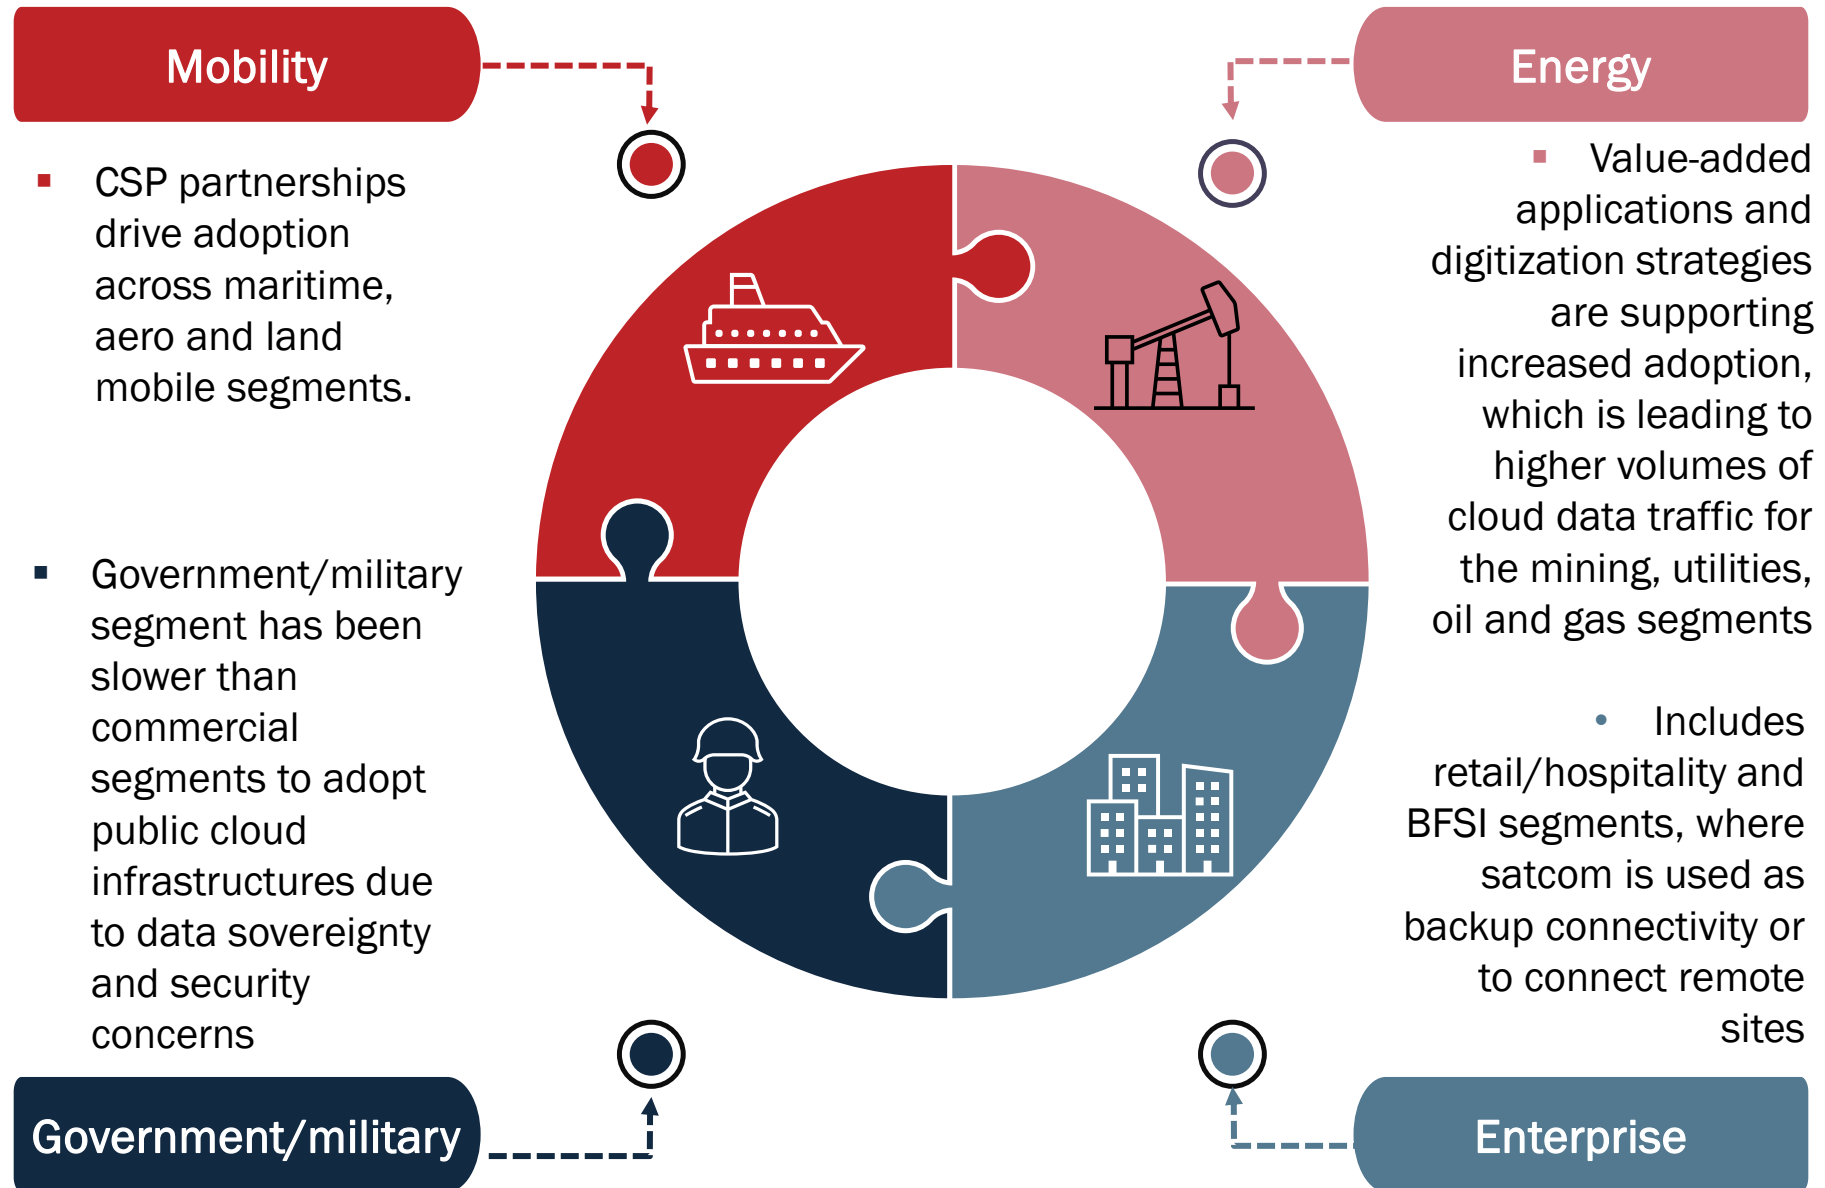 Mobility
▪ CSP partnerships
drive adoption
across maritime,
aero and land
mobile segments.
Energy
▪ Value-added
applications and
digitization strategies
are supporting
increased adoption,
which is leading to
higher volumes of
cloud data traffic for
the mining, utilities,
oil and gas segments
▪ Government/military
segment has been
slower than
commercial
segments to adopt
public cloud
infrastructures due
to data sovereignty
and security
concerns
Government/military
• Includes
retail/hospitality and
BFSI segments, where
satcom is used as
backup connectivity or
to connect remote
sites
Enterprise